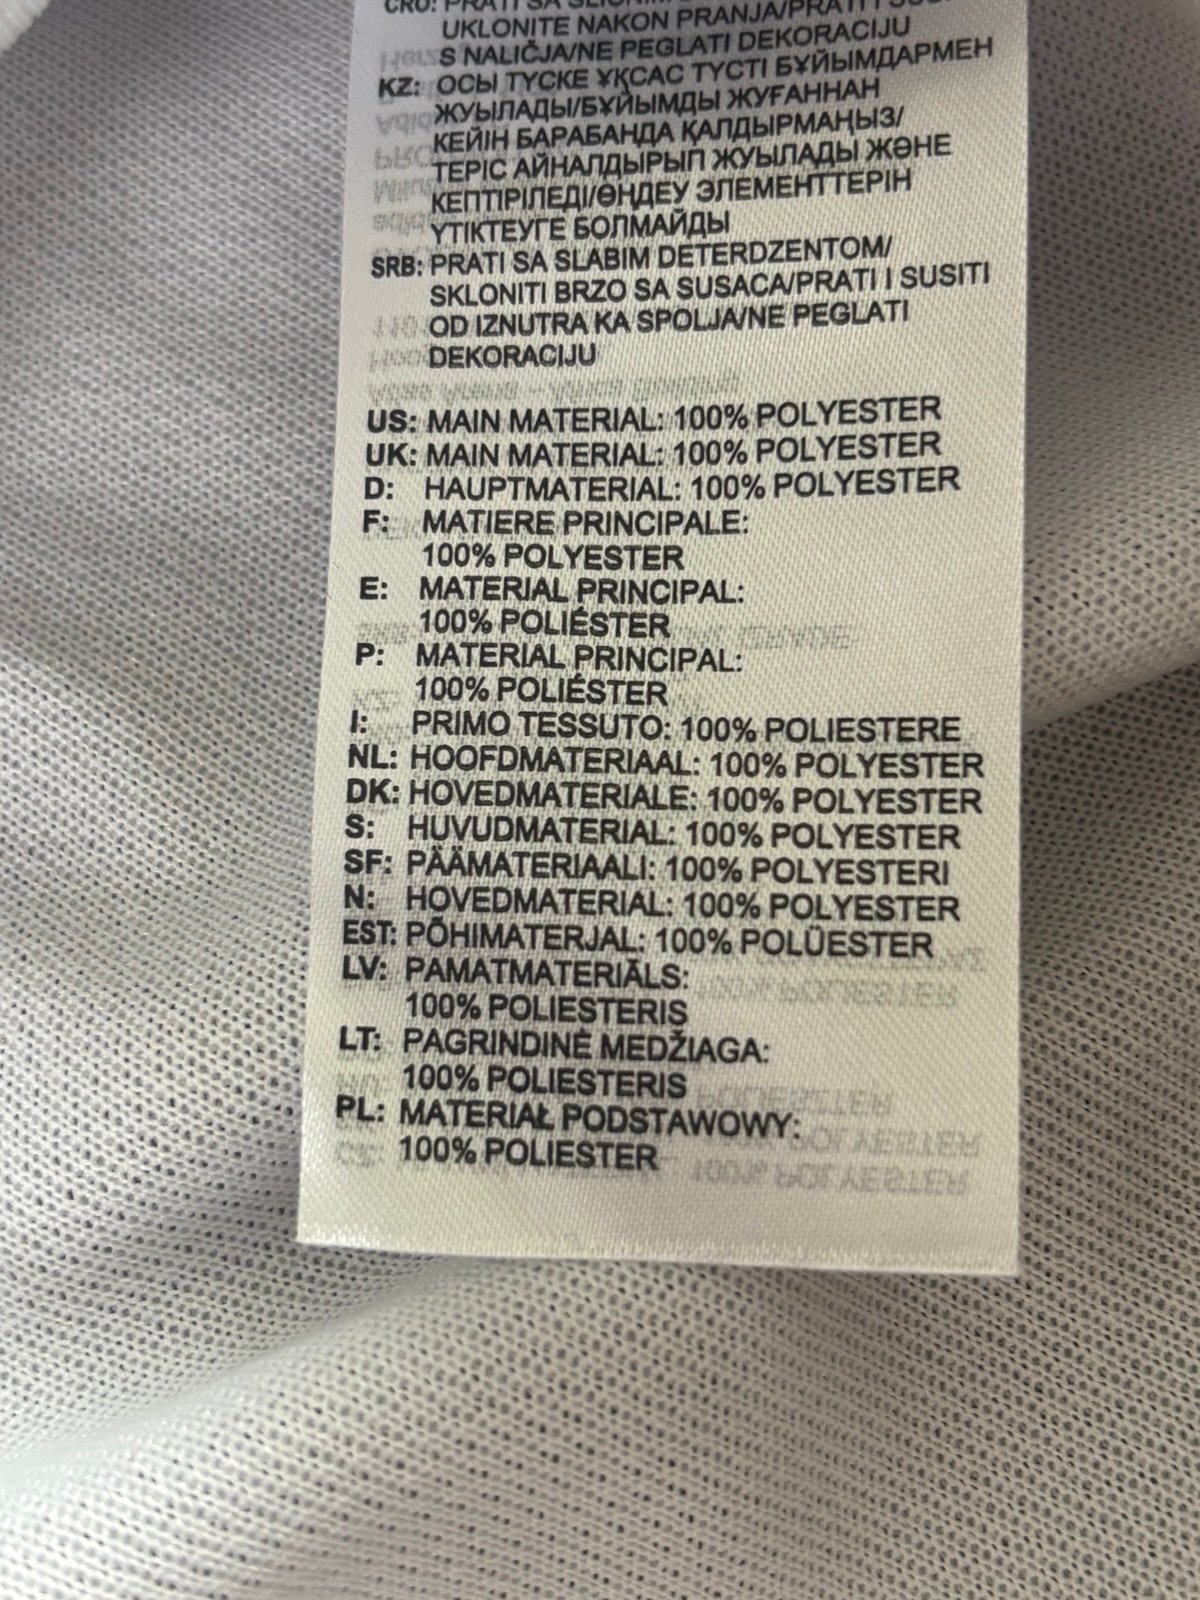 CRO: PRATI SA
UKLONITE NAKON PRANJA/PRATI I
S NALIČJA/NE PEGLATI DEKORACIJU
KZ: ОСЫ ТҮСКЕ ҰҚСАС ТҮСТІ БҰЙЫМДАРМЕН
ЖУЫЛАДЫ/БҰЙЫМДЫ ЖУҒАННАН
КЕЙІН БАРАБАНДА ҚАЛДЫРМАҢЫЗ/
ТЕРІС АЙНАЛДЫРЫП ЖУЫЛАДЫ ЖӘНЕ
КЕПТІРІЛЕДІ/ӨҢДЕУ ЭЛЕМЕНТТЕРІН
ҮТІКТЕУГЕ БОЛМАЙДЫ
SRB: PRATI SA SLABIM DETERDZENTOM/
SKLONITI BRZO SA SUSACA/PRATI I SUSITI
OD IZNUTRA KA SPOLJA/NE PEGLATI
DEKORACIJU
US: MAIN MATERIAL: 100% POLYESTER
UK: MAIN MATERIAL: 100% POLYESTER
D: HAUPTMATERIAL: 100% POLYESTER
F: MATIERE PRINCIPALE:
100% POLYESTER
E: MATERIAL PRINCIPAL:
100% POLIÉSTER
P: MATERIAL PRINCIPAL:
100% POLIÉSTER
I: PRIMO TESSUTO: 100% POLIESTERE
NL: HOOFDMATERIAAL: 100% POLYESTER
DK: HOVEDMATERIALE: 100% POLYESTER
S: HUVUDMATERIAL: 100% POLYESTER
SF: PÄÄMATERIAALI: 100% POLYESTERI
N: HOVEDMATERIAL: 100% POLYESTER
EST: PÕHIMATERJAL: 100% POLÜESTER
LV: PAMATMATERIĀLS:
100% POLIESTERIS
LT: PAGRINDINĖ MEDŽIAGA:
100% POLIESTERIS
PL: MATERIAŁ PODSTAWOWY:
100% POLIESTER